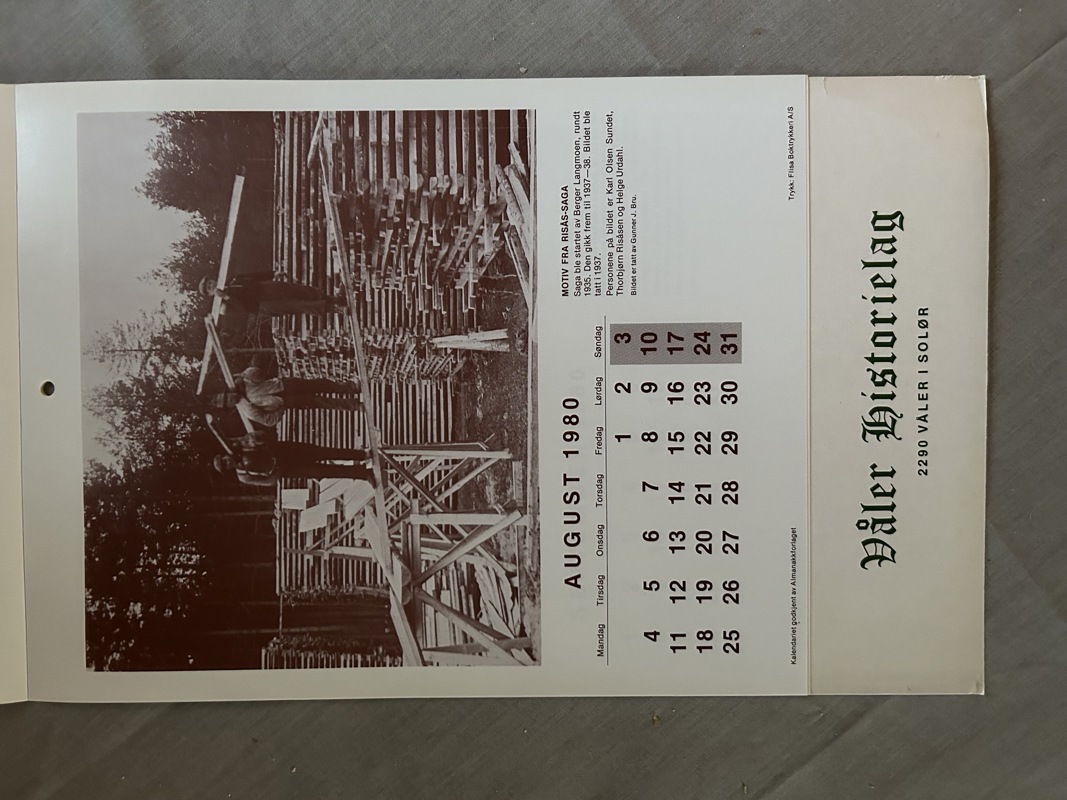 MOTIV FRA RISÅS-SAGA
Saga ble startet av Berger Langmoen, rundt
1935. Den gikk frem til 1937—38. Bildet ble
tatt i 1937.
Personene på bildet er Karl Olsen Sundet,
Thorbjørn Risåsen og Helge Urdahl.
Bildet er tatt av Gunner J. Bru.
AUGUST 1980
Mandag Tirsdag Onsdag Torsdag Fredag Lørdag Søndag
1 2 3
4 5 6 7 8 9 10
11 12 13 14 15 16 17
18 19 20 21 22 23 24
25 26 27 28 29 30 31
Kalendariet godkjent av Almanakkforlaget
Trykk: Flisa Boktrykkeri A/S
Våler Historielag
2290 VÅLER I SOLØR